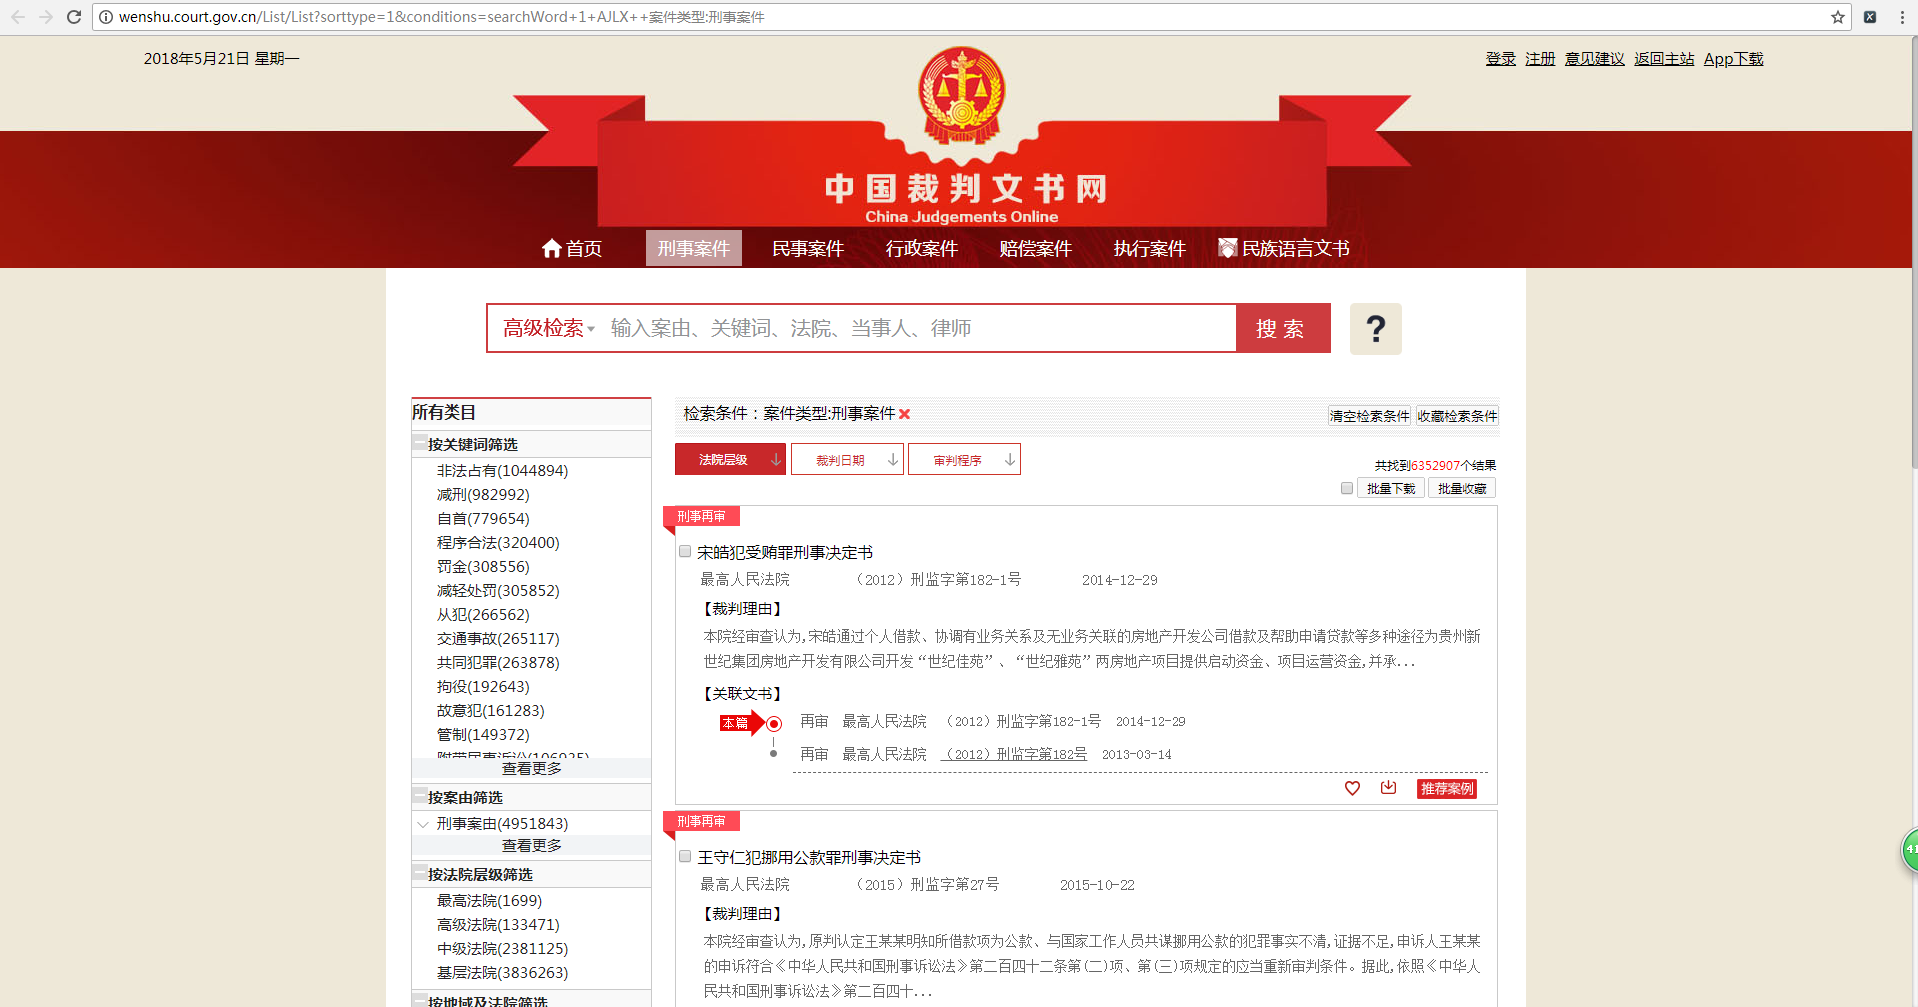 wenshu.court.gov.cn/List/List?sorttype=1&conditions=searchWord+1+AJLX++案件类型:刑事案件
2018年5月21日 星期一
登录 注册 意见建议 返回主站 App下载
中国裁判文书网
China Judgements Online
首页 刑事案件 民事案件 行政案件 赔偿案件 执行案件 民族语言文书
高级检索 输入案由、关键词、法院、当事人、律师 搜索 ?
所有类目
按关键词筛选
非法占有(1044894)
减刑(982992)
自首(779654)
程序合法(320400)
罚金(308556)
减轻处罚(305852)
从犯(266562)
交通事故(265117)
共同犯罪(263878)
拘役(192643)
故意犯(161283)
管制(149372)
查看更多
按案由筛选
刑事案由(4951843)
查看更多
按法院层级筛选
最高法院(1699)
高级法院(133471)
中级法院(2381125)
基层法院(3836263)
按地域及法院筛选
检索条件：案件类型:刑事案件
清空检索条件 收藏检索条件
法院层级 裁判日期 审判程序
共找到6352907个结果
批量下载 批量收藏
刑事再审
宋皓犯受贿罪刑事决定书
最高人民法院 （2012）刑监字第182-1号 2014-12-29
【裁判理由】
本院经审查认为,宋皓通过个人借款、协调有业务关系及无业务关联的房地产开发公司借款及帮助申请贷款等多种途径为贵州新
世纪集团房地产开发有限公司开发“世纪佳苑”、“世纪雅苑”两房地产项目提供启动资金、项目运营资金,并承...
【关联文书】
本篇 再审 最高人民法院 （2012）刑监字第182-1号 2014-12-29
再审 最高人民法院 （2012）刑监字第182号 2013-03-14
推荐案例
刑事再审
王守仁犯挪用公款罪刑事决定书
最高人民法院 （2015）刑监字第27号 2015-10-22
【裁判理由】
本院经审查认为,原判认定王某某明知所借款项为公款、与国家工作人员共谋挪用公款的犯罪事实不清,证据不足,申诉人王某某
的申诉符合《中华人民共和国刑事诉讼法》第二百四十二条第(二)项、第(三)项规定的应当重新审判条件。据此,依照《中华人
民共和国刑事诉讼法》第二百四十...
41